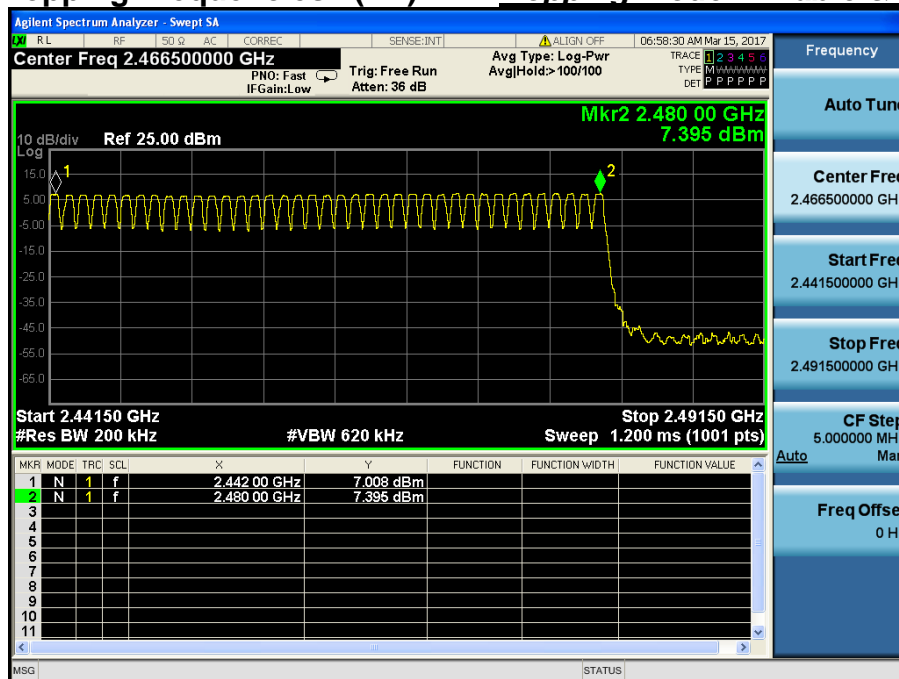 Agilent Spectrum Analyzer - Swept SA
LXI RL RF 50 Ω AC CORREC SENSE:INT ALIGN OFF 06:58:30 AM Mar 15, 2017
Center Freq 2.466500000 GHz
PNO: Fast
IFGain:Low
Trig: Free Run
Atten: 36 dB
Avg Type: Log-Pwr
Avg|Hold:>100/100
TRACE 1 2 3 4 5 6
TYPE M WWWWW
DET P P P P P P
Mkr2 2.480 00 GHz
7.395 dBm
10 dB/div Ref 25.00 dBm
Log
15.0
5.00
-5.00
-15.0
-25.0
-35.0
-45.0
-55.0
-65.0
1
2
Start 2.44150 GHz Stop 2.49150 GHz
#Res BW 200 kHz #VBW 620 kHz Sweep 1.200 ms (1001 pts)
MKR MODE TRC SCL X Y FUNCTION FUNCTION WIDTH FUNCTION VALUE
1 N 1 f 2.442 00 GHz 7.008 dBm
2 N 1 f 2.480 00 GHz 7.395 dBm
3
4
5
6
7
8
9
10
11
MSG STATUS
Frequency
Auto Tune
Center Freq
2.466500000 GH
Start Freq
2.441500000 GH
Stop Freq
2.491500000 GH
CF Step
5.000000 MH
Auto Man
Freq Offse
0 H